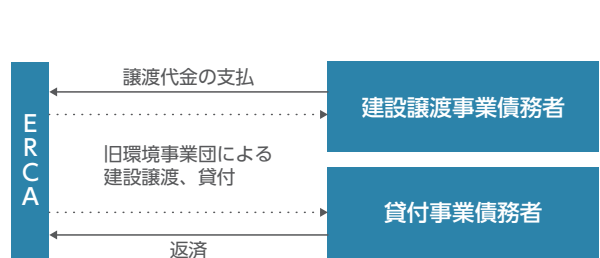 譲渡代金の支払
建設譲渡事業債務者
ERCA
旧環境事業団による
建設譲渡、貸付
貸付事業債務者
返済